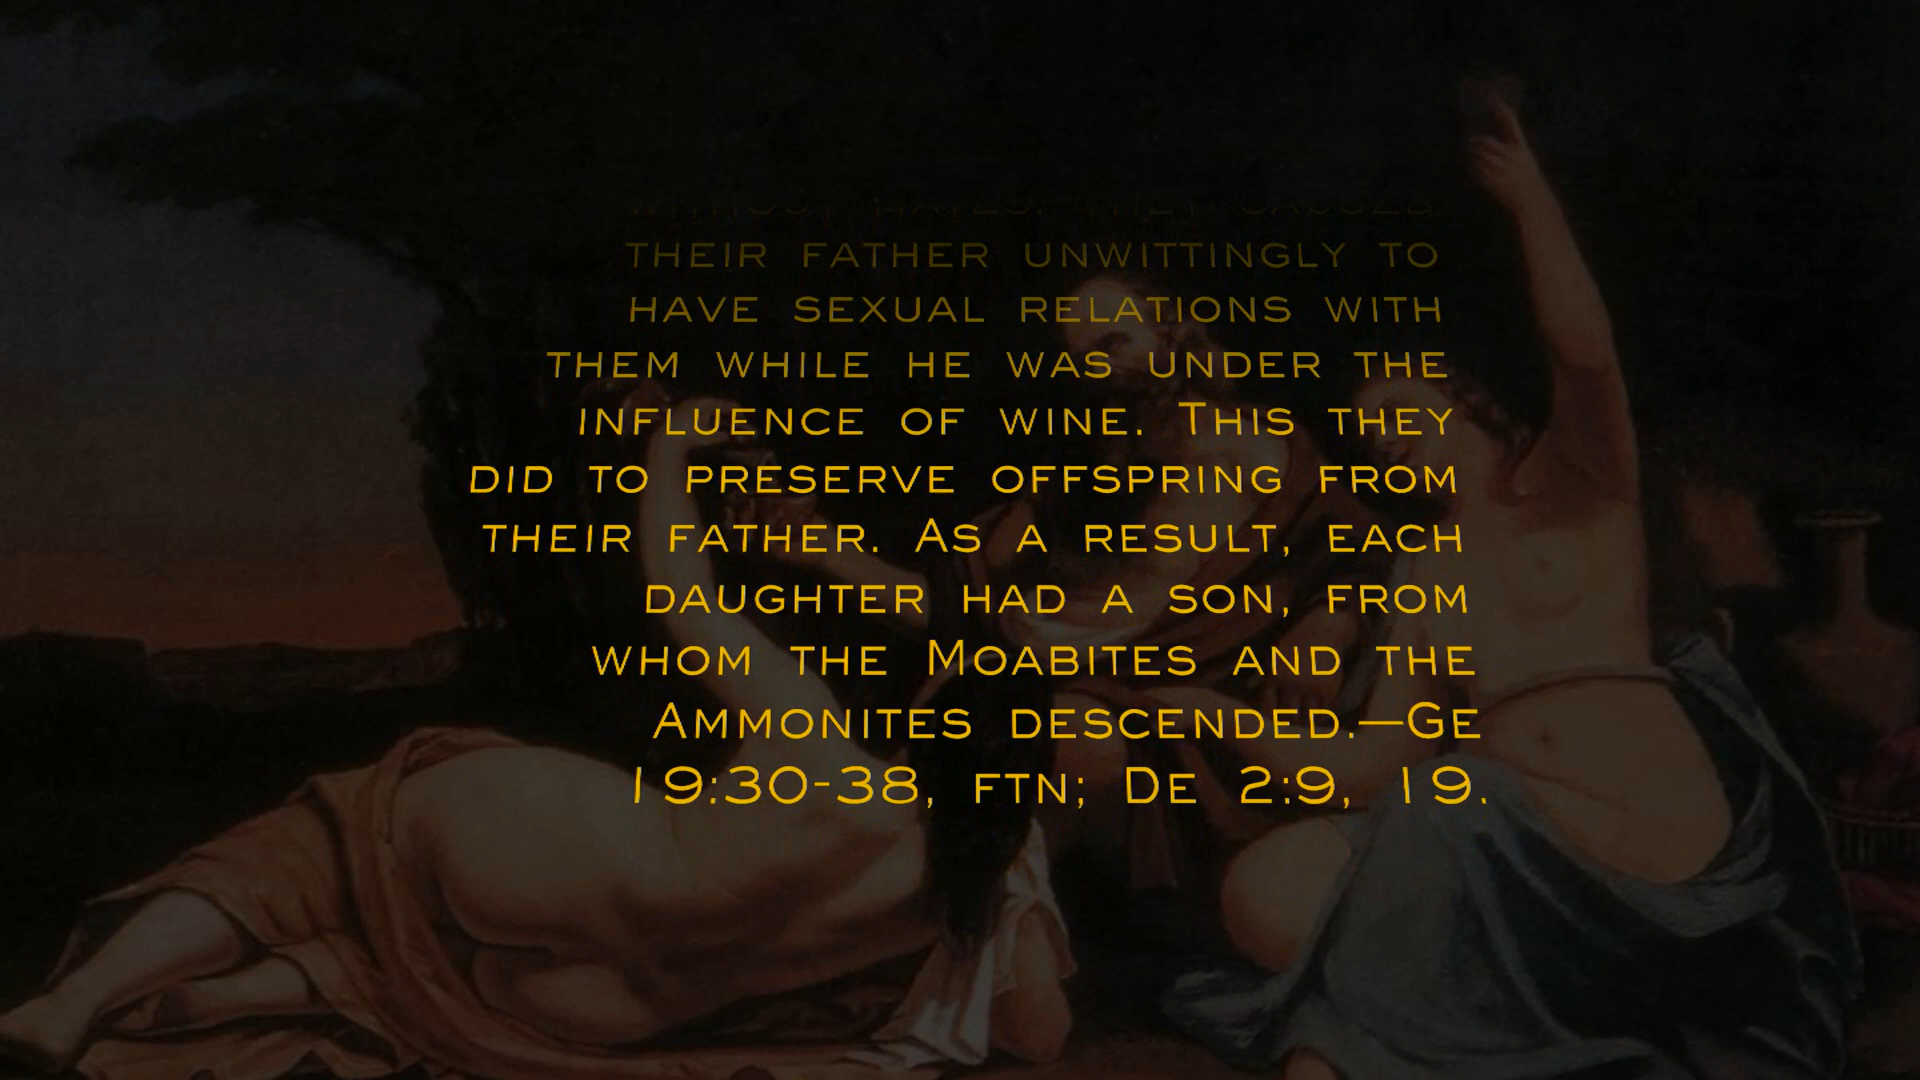 THEIR FATHER UNWITTINGLY TO
HAVE SEXUAL RELATIONS WITH
THEM WHILE HE WAS UNDER THE
INFLUENCE OF WINE. THIS THEY
DID TO PRESERVE OFFSPRING FROM
THEIR FATHER. AS A RESULT, EACH
DAUGHTER HAD A SON, FROM
WHOM THE MOABITES AND THE
AMMONITES DESCENDED.—GE
19:30-38, FTN; DE 2:9, 19.